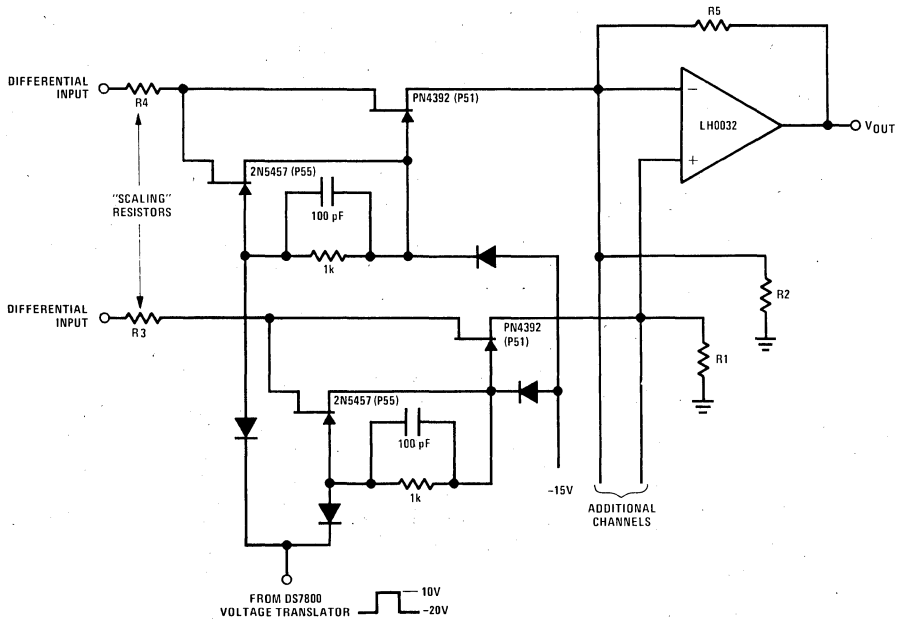 R5
DIFFERENTIAL
INPUT
R4
PN4392 (P51)
−
LH0032
+
VOUT
2N5457 (P55)
100 pF
"SCALING"
RESISTORS
1k
R2
DIFFERENTIAL
INPUT
R3
PN4392
(P51)
R1
2N5457 (P55)
100 pF
1k
−15V
ADDITIONAL
CHANNELS
FROM DS7800
VOLTAGE TRANSLATOR
10V
−20V